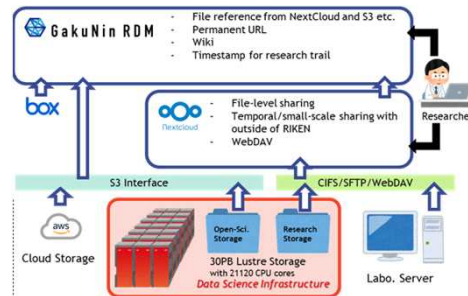 GakuNin RDM
- File reference from NextCloud and S3 etc.
- Permanent URL
- Wiki
- Timestamp for research trail
box
Nextcloud
- File-level sharing
- Temporal/small-scale sharing with
outside of RIKEN
- WebDAV
Researche
S3 Interface
CIFS/SFTP/WebDAV
aws
Cloud Storage
Open-Sci.
Storage
Research
Storage
30PB Lustre Storage
with 21120 CPU cores
Data Science Infrastructure
Labo. Server